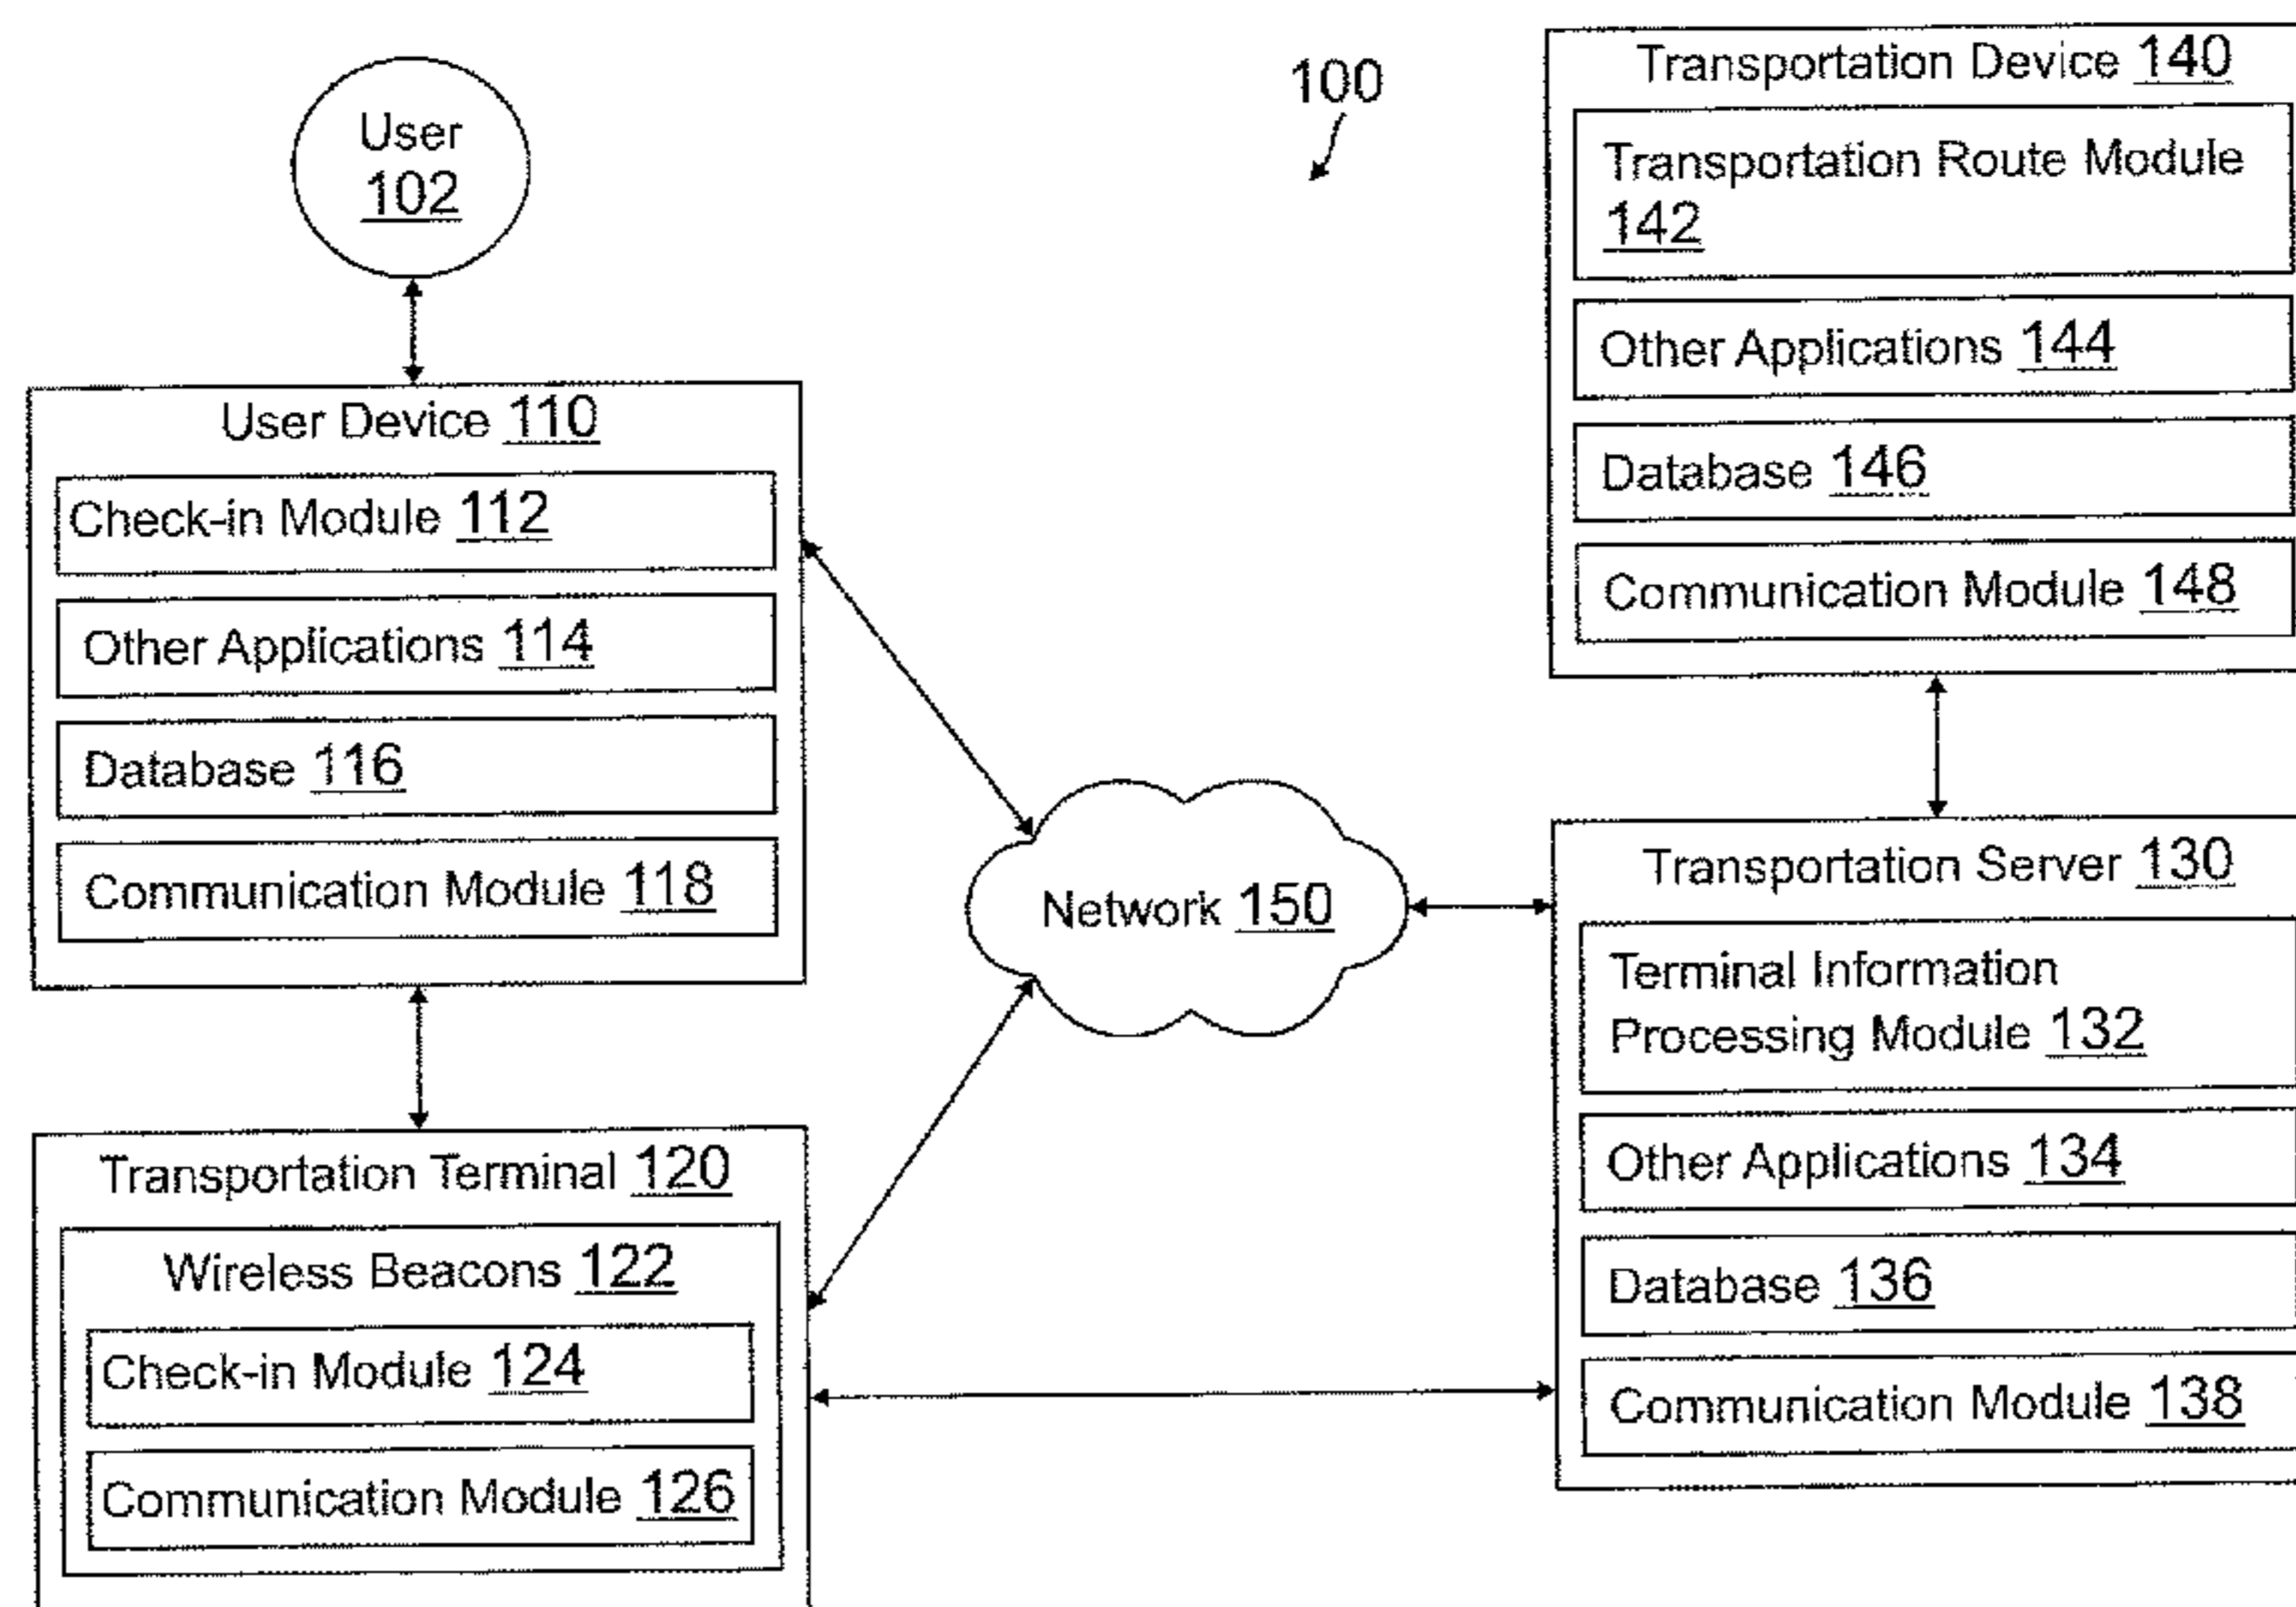 100
User
102
User Device 110
Check-in Module 112
Other Applications 114
Database 116
Communication Module 118
Transportation Terminal 120
Wireless Beacons 122
Check-in Module 124
Communication Module 126
Network 150
Transportation Device 140
Transportation Route Module
142
Other Applications 144
Database 146
Communication Module 148
Transportation Server 130
Terminal Information
Processing Module 132
Other Applications 134
Database 136
Communication Module 138